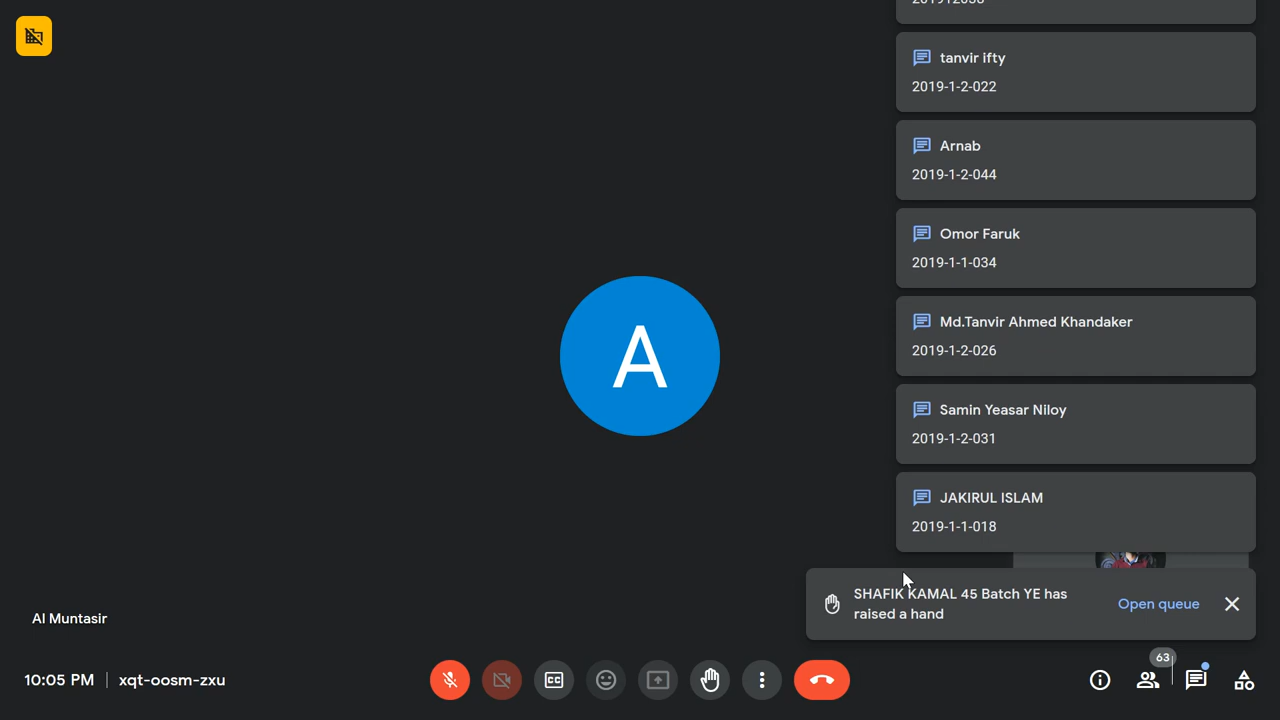 tanvir ifty
2019-1-2-022
Arnab
2019-1-2-044
Omor Faruk
2019-1-1-034
Md.Tanvir Ahmed Khandaker
2019-1-2-026
Samin Yeasar Niloy
2019-1-2-031
JAKIRUL ISLAM
2019-1-1-018
A
SHAFIK KAMAL 45 Batch YE has
raised a hand
Open queue
Al Muntasir
10:05 PM
xqt-oosm-zxu
CC
63